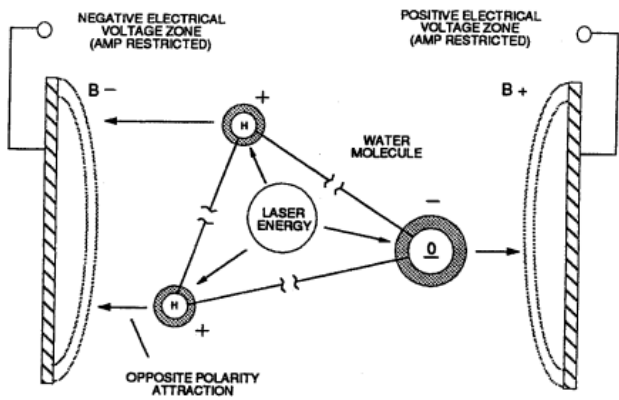 NEGATIVE ELECTRICAL
VOLTAGE ZONE
(AMP RESTRICTED)
POSITIVE ELECTRICAL
VOLTAGE ZONE
(AMP RESTRICTED)
B -
B +
+
H
WATER
MOLECULE
LASER
ENERGY
-
O
H
+
OPPOSITE POLARITY
ATTRACTION